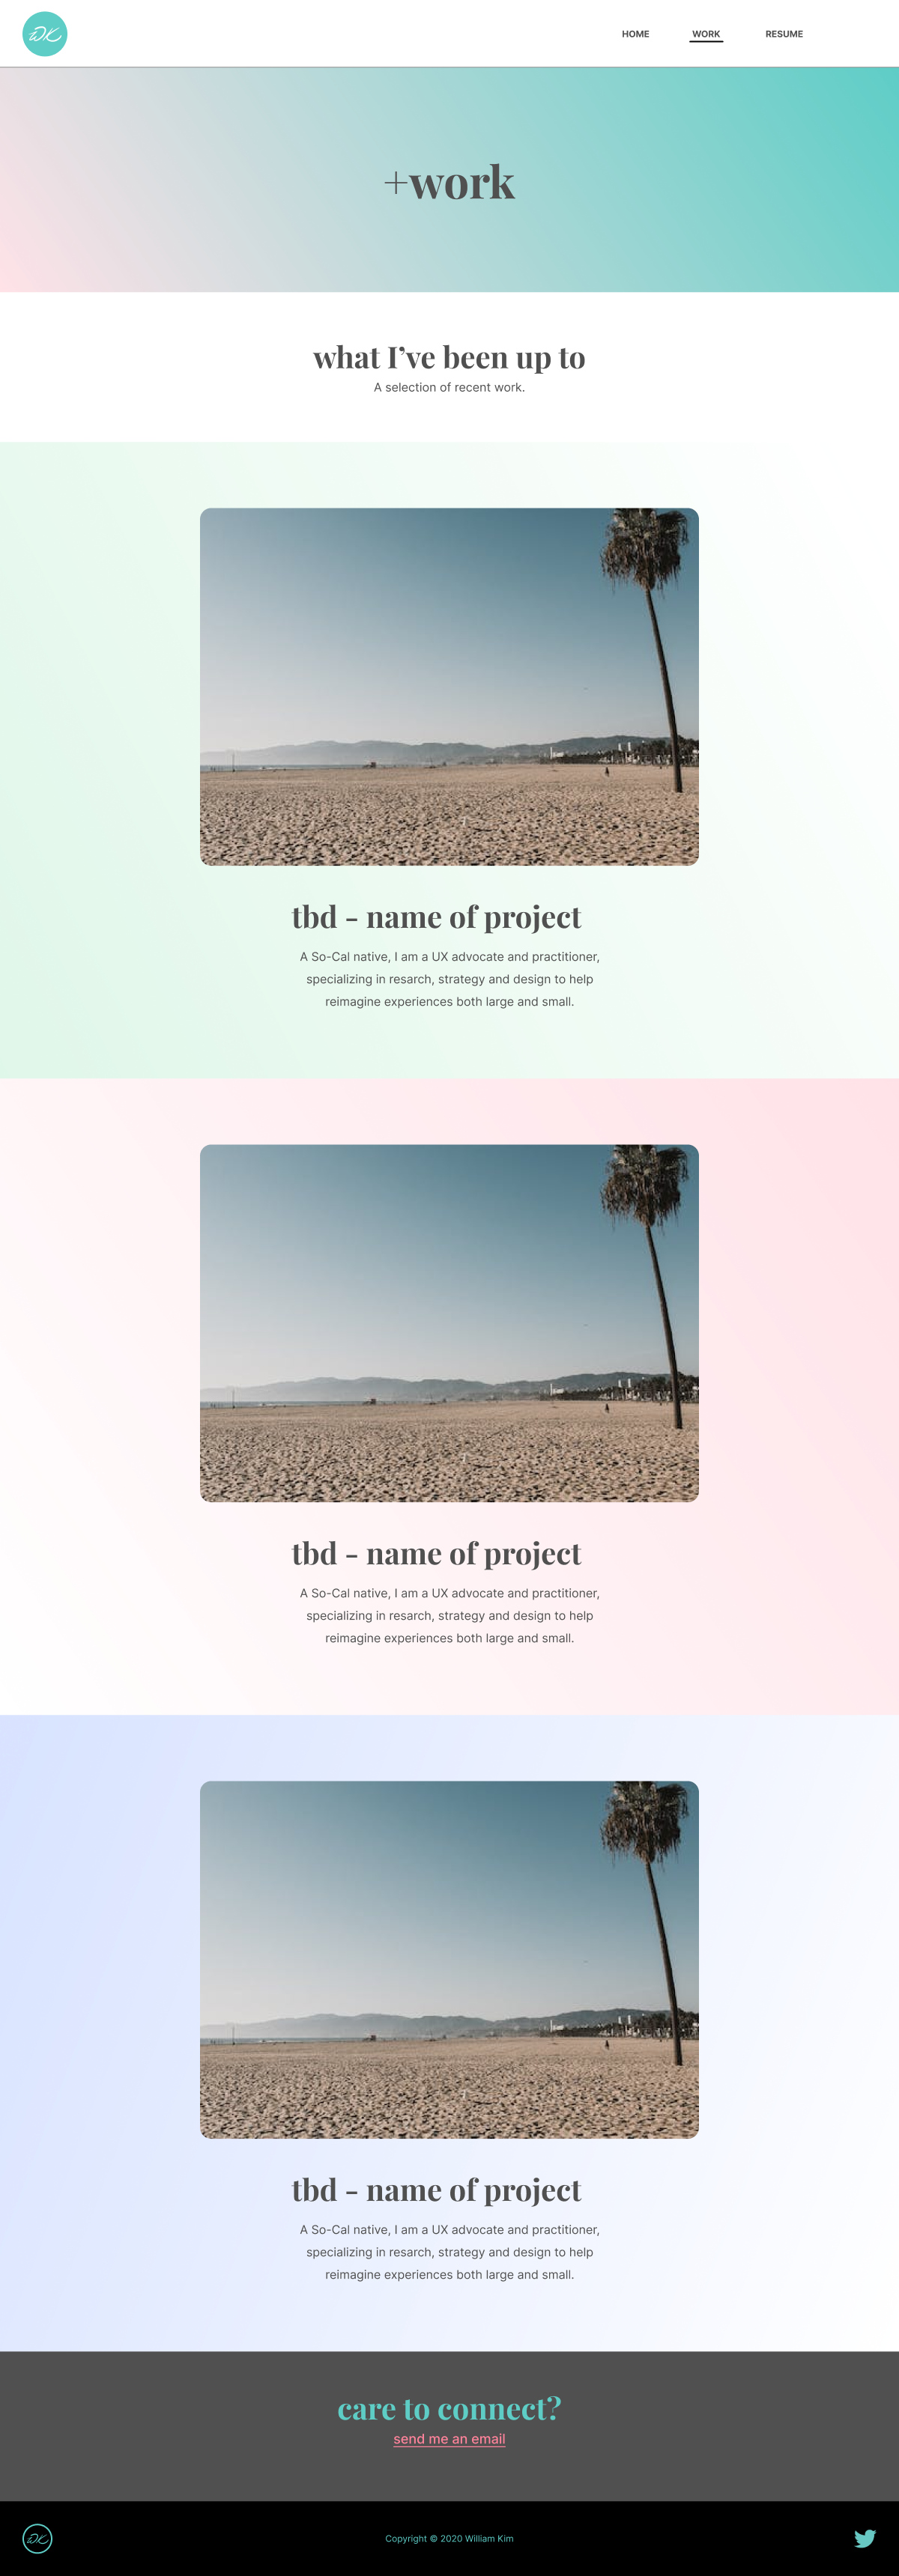 WK
HOME WORK RESUME
+work
what I’ve been up to
A selection of recent work.
tbd - name of project
A So-Cal native, I am a UX advocate and practitioner,
specializing in resarch, strategy and design to help
reimagine experiences both large and small.
tbd - name of project
A So-Cal native, I am a UX advocate and practitioner,
specializing in resarch, strategy and design to help
reimagine experiences both large and small.
tbd - name of project
A So-Cal native, I am a UX advocate and practitioner,
specializing in resarch, strategy and design to help
reimagine experiences both large and small.
care to connect?
send me an email
WK
Copyright © 2020 William Kim